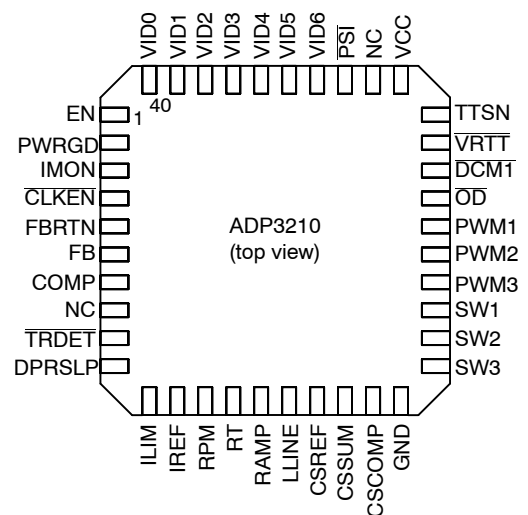 VID0
VID1
VID2
VID3
VID4
VID5
VID6
PSI
NC
VCC
EN
PWRGD
IMON
CLKEN
FBRTN
FB
COMP
NC
TRDET
DPRSLP
1
40
ADP3210
(top view)
TTSN
VRTT
DCM1
OD
PWM1
PWM2
PWM3
SW1
SW2
SW3
ILIM
IREF
RPM
RT
RAMP
LLINE
CSREF
CSSUM
CSCOMP
GND